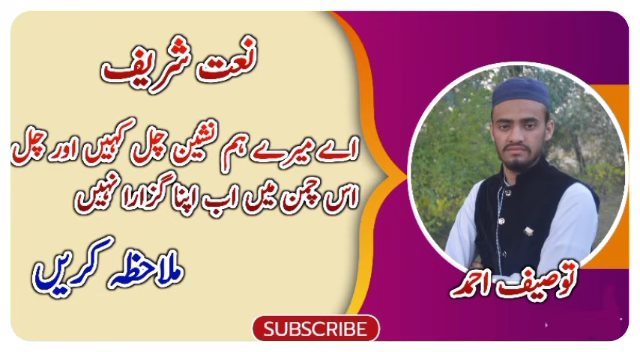 نعت شریف
اے میرے ہم نشین چل کہیں اور چل
اس چمن میں اب اپنا گزارا نہیں
ملاحظہ کریں
توصیف احمد
SUBSCRIBE